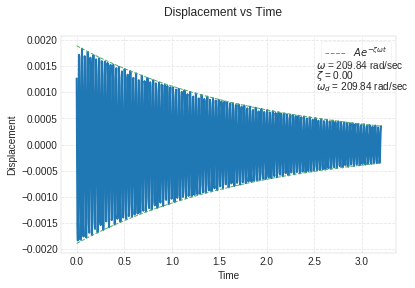 Displacement vs Time
0.0020
0.0015
0.0010
0.0005
0.0000
−0.0005
−0.0010
−0.0015
−0.0020
Displacement
Ae^{−ζωt}
ω = 209.84 rad/sec
ζ = 0.00
ω_d = 209.84 rad/sec
0.0 0.5 1.0 1.5 2.0 2.5 3.0
Time